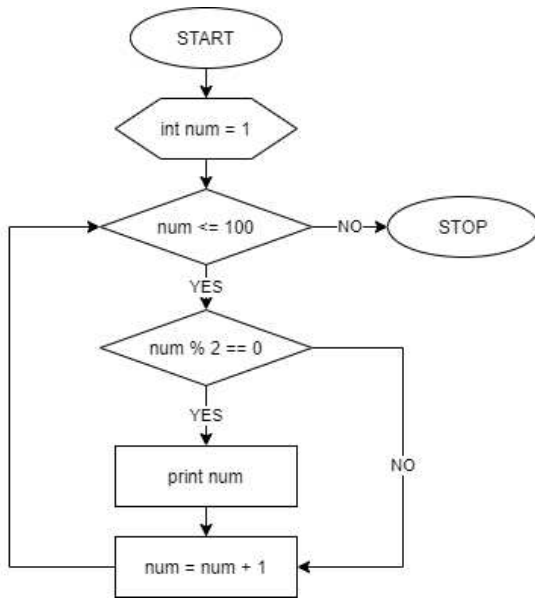 START
int num = 1
num <= 100
NO
STOP
YES
num % 2 == 0
YES
NO
print num
num = num + 1